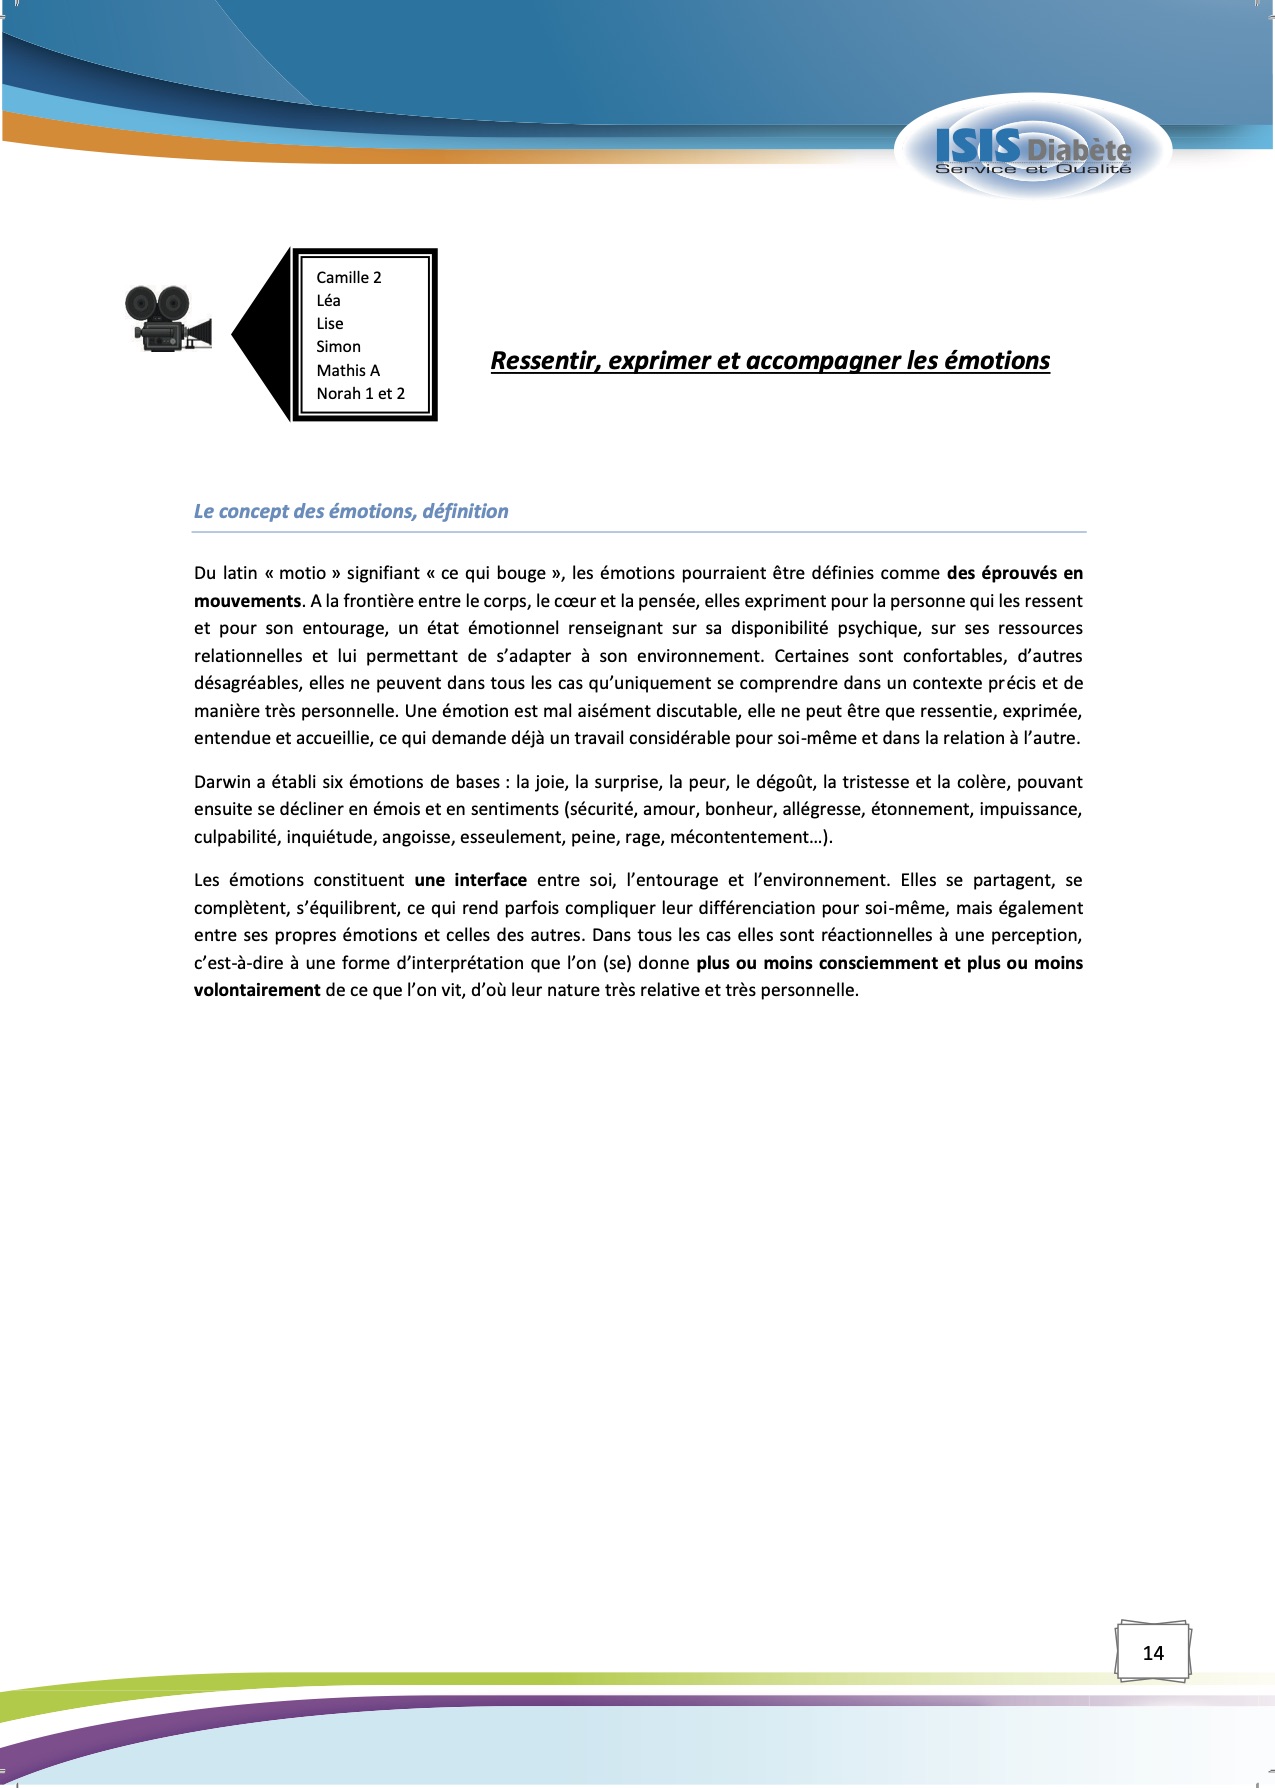 ISIS Diabète
Service et Qualité
Camille 2
Léa
Lise
Simon
Mathis A
Norah 1 et 2
Ressentir, exprimer et accompagner les émotions
Le concept des émotions, définition
Du latin « motio » signifiant « ce qui bouge », les émotions pourraient être définies comme des éprouvés en
mouvements. A la frontière entre le corps, le cœur et la pensée, elles expriment pour la personne qui les ressent
et pour son entourage, un état émotionnel renseignant sur sa disponibilité psychique, sur ses ressources
relationnelles et lui permettant de s’adapter à son environnement. Certaines sont confortables, d’autres
désagréables, elles ne peuvent dans tous les cas qu’uniquement se comprendre dans un contexte précis et de
manière très personnelle. Une émotion est mal aisément discutable, elle ne peut être que ressentie, exprimée,
entendue et accueillie, ce qui demande déjà un travail considérable pour soi-même et dans la relation à l’autre.
Darwin a établi six émotions de bases : la joie, la surprise, la peur, le dégoût, la tristesse et la colère, pouvant
ensuite se décliner en émois et en sentiments (sécurité, amour, bonheur, allégresse, étonnement, impuissance,
culpabilité, inquiétude, angoisse, esseulement, peine, rage, mécontentement…).
Les émotions constituent une interface entre soi, l’entourage et l’environnement. Elles se partagent, se
complètent, s’équilibrent, ce qui rend parfois compliquer leur différenciation pour soi-même, mais également
entre ses propres émotions et celles des autres. Dans tous les cas elles sont réactionnelles à une perception,
c’est-à-dire à une forme d’interprétation que l’on (se) donne plus ou moins consciemment et plus ou moins
volontairement de ce que l’on vit, d’où leur nature très relative et très personnelle.
14